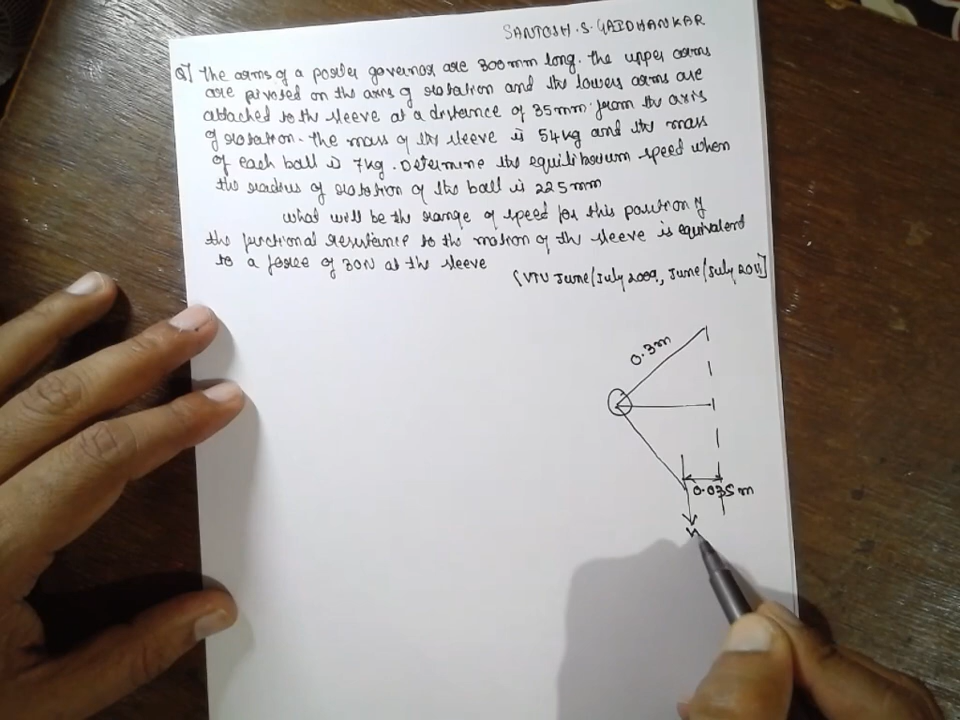 SANTOSH.S.GAIDHANKAR
Q] The arms of a porter governor are 300mm long. the upper arms
are pivoted on the axis of rotation and the lowers arms are
attached to the sleeve at a distance of 35mm from the axis
of rotation. The mass of the sleeve is 54kg and the mass
of each ball is 7kg. Determine the equilibrium speed when
the radius of rotation of the ball is 225mm
What will be the range of speed for this position if
the frictional resistance to the motion of the sleeve is equivalent
to a force of 30N at the sleeve
[VTU June/July 2009, June/July 2011]
0.3m
0.035m